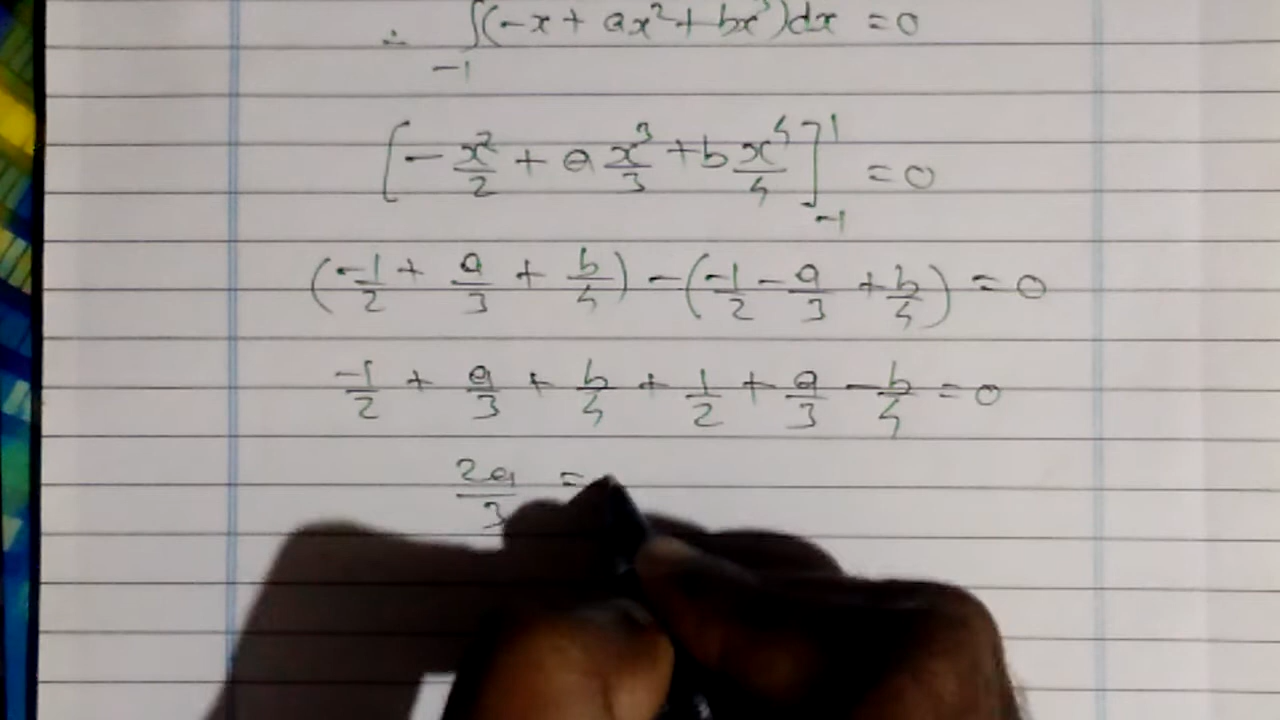 ∴ ∫₋₁ (-x + ax² + bx³)dx = 0
[-x²/2 + a x³/3 + b x⁴/4]₋₁¹ = 0
(-1/2 + a/3 + b/4) - (-1/2 - a/3 + b/4) = 0
-1/2 + a/3 + b/4 + 1/2 + a/3 - b/4 = 0
2a/3 =